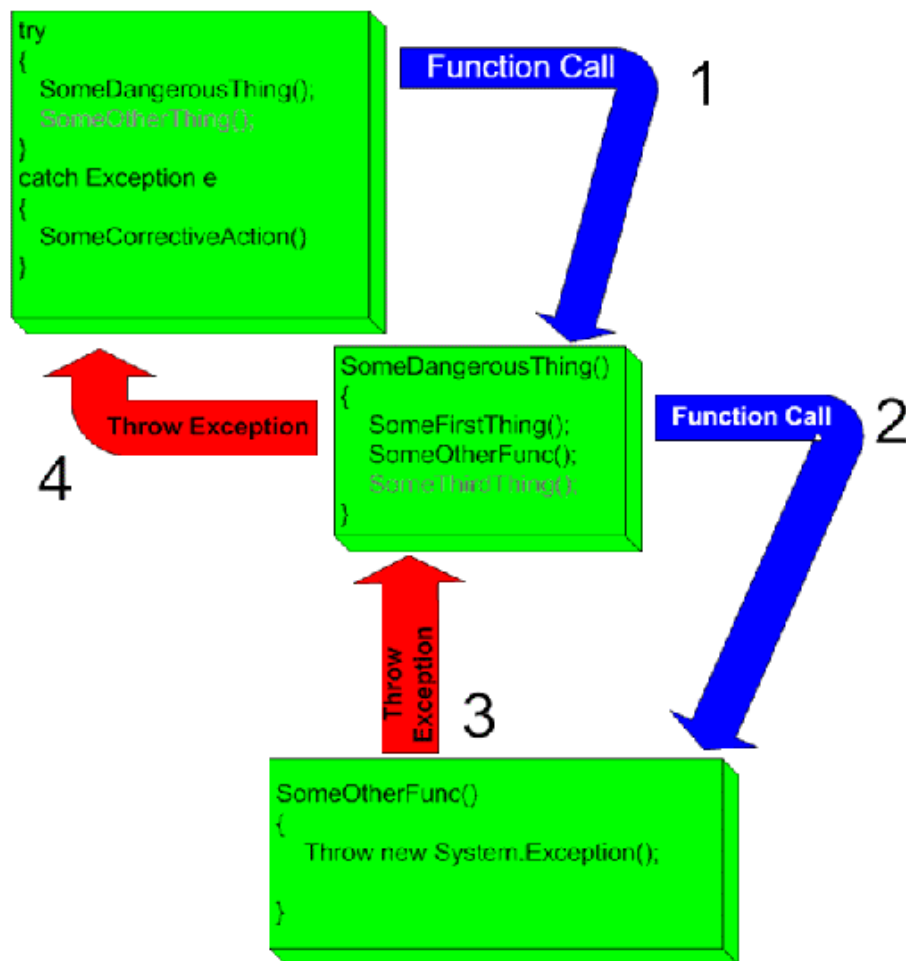 try
{
SomeDangerousThing();
SomeOtherThing();
}
catch Exception e
{
SomeCorrectiveAction()
}
Function Call
1
SomeDangerousThing()
{
SomeFirstThing();
SomeOtherFunc();
SomeThirdThing();
}
Function Call
2
Throw Exception
4
Throw
Exception
3
SomeOtherFunc()
{
Throw new System.Exception();
}